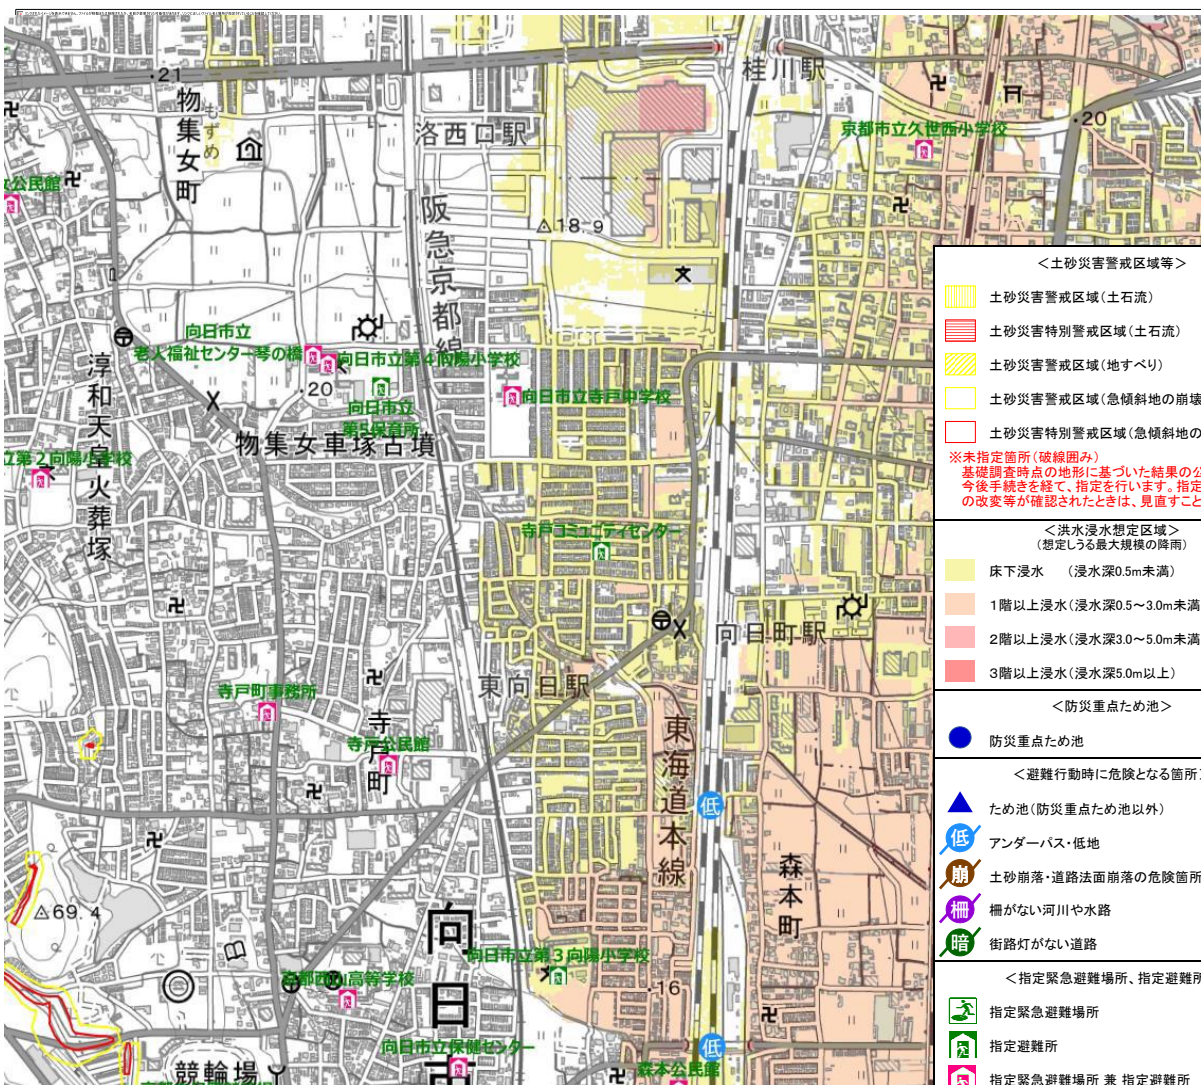 ・21
物集女町
もずめ
洛西口駅
桂川駅
京都市立久世西小学校
・20
公民館
阪急京都線
△18.9
文
向日市立
老人福祉センター琴の橋
向日市立第4向陽小学校
・20
向日市立
第5保育所
向日市立寺戸中学校
淳和天皇火葬塚
物集女車塚古墳
立第2向陽小学校
寺戸コミュニティセンター
向日町駅
東向日駅
寺戸町事務所
寺戸町
寺戸公民館
東海道本線
低
森本町
△69.4
向日市
向日市立第3向陽小学校
京都西山高等学校
・16
向日市立保健センター
低
森本公民館
競輪場
<土砂災害警戒区域等>
土砂災害警戒区域(土石流)
土砂災害特別警戒区域(土石流)
土砂災害警戒区域(地すべり)
土砂災害警戒区域(急傾斜地の崩壊
土砂災害特別警戒区域(急傾斜地の
※未指定箇所(破線囲み)
基礎調査時点の地形に基づいた結果の公
今後手続きを経て、指定を行います。指定
の改変等が確認されたときは、見直すこと
<洪水浸水想定区域>
(想定しうる最大規模の降雨)
床下浸水 (浸水深0.5m未満)
1階以上浸水(浸水深0.5~3.0m未満
2階以上浸水(浸水深3.0~5.0m未満
3階以上浸水(浸水深5.0m以上)
<防災重点ため池>
防災重点ため池
<避難行動時に危険となる箇所>
ため池(防災重点ため池以外)
低 アンダーパス・低地
崩 土砂崩落・道路法面崩落の危険箇所
柵 柵がない河川や水路
暗 街路灯がない道路
<指定緊急避難場所、指定避難所
指定緊急避難場所
指定避難所
指定緊急避難場所 兼 指定避難所